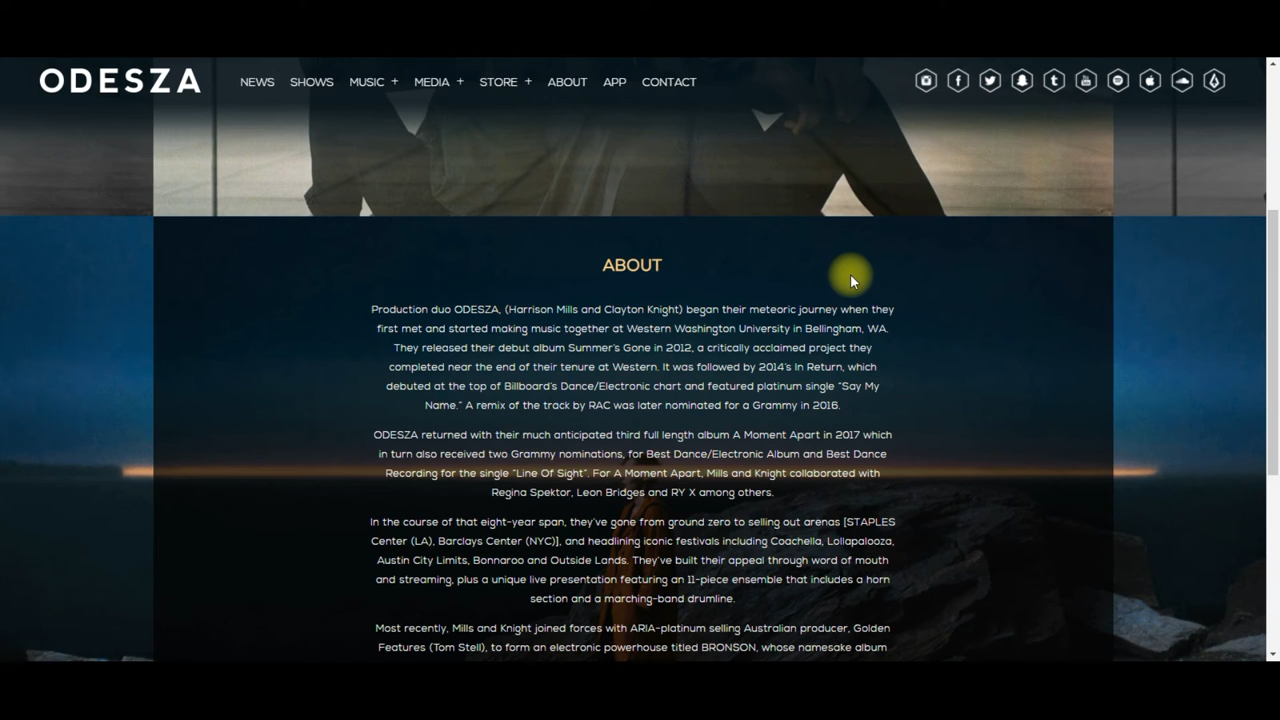 ODESZA
NEWS SHOWS MUSIC + MEDIA + STORE + ABOUT APP CONTACT
ABOUT
Production duo ODESZA, (Harrison Mills and Clayton Knight) began their meteoric journey when they
first met and started making music together at Western Washington University in Bellingham, WA.
They released their debut album Summer's Gone in 2012, a critically acclaimed project they
completed near the end of their tenure at Western. It was followed by 2014's In Return, which
debuted at the top of Billboard's Dance/Electronic chart and featured platinum single "Say My
Name." A remix of the track by RAC was later nominated for a Grammy in 2016.
ODESZA returned with their much anticipated third full length album A Moment Apart in 2017 which
in turn also received two Grammy nominations, for Best Dance/Electronic Album and Best Dance
Recording for the single "Line Of Sight". For A Moment Apart, Mills and Knight collaborated with
Regina Spektor, Leon Bridges and RY X among others.
In the course of that eight-year span, they've gone from ground zero to selling out arenas [STAPLES
Center (LA), Barclays Center (NYC)], and headlining iconic festivals including Coachella, Lollapalooza,
Austin City Limits, Bonnaroo and Outside Lands. They've built their appeal through word of mouth
and streaming, plus a unique live presentation featuring an 11-piece ensemble that includes a horn
section and a marching-band drumline.
Most recently, Mills and Knight joined forces with ARIA-platinum selling Australian producer, Golden
Features (Tom Stell), to form an electronic powerhouse titled BRONSON, whose namesake album